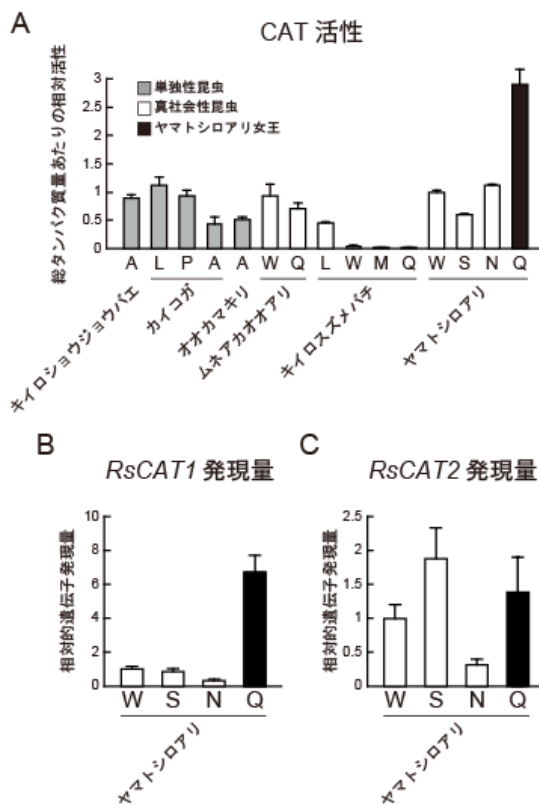 A
CAT 活性
総タンパク質量あたりの相対活性
3
2.5
2
1.5
1
0.5
0
単独性昆虫
真社会性昆虫
ヤマトシロアリ女王
A L P A A W Q L W M Q W S N Q
キイロショウジョウバエ
カイコガ
オオカマキリ
ムネアカオオアリ
キイロスズメバチ
ヤマトシロアリ
B
RsCAT1 発現量
相対的遺伝子発現量
10
8
6
4
2
0
W S N Q
ヤマトシロアリ
C
RsCAT2 発現量
相対的遺伝子発現量
2.5
2
1.5
1
0.5
0
W S N Q
ヤマトシロアリ